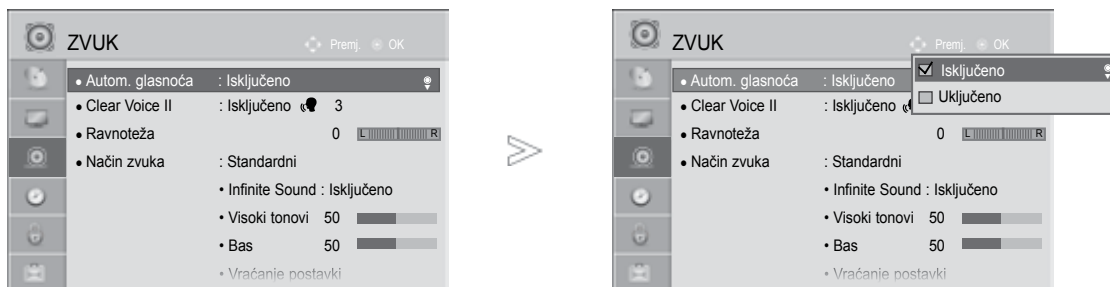 ZVUK
Premj. OK
• Autom. glasnoća : Isključeno
• Clear Voice II : Isključeno 3
• Ravnoteža 0 L R
• Način zvuka : Standardni
• Infinite Sound : Isključeno
• Visoki tonovi 50
• Bas 50
• Vraćanje postavki
ZVUK
Premj. OK
• Autom. glasnoća : Isključeno
• Clear Voice II : Isključeno
• Ravnoteža 0 L R
• Način zvuka : Standardni
• Infinite Sound : Isključeno
• Visoki tonovi 50
• Bas 50
• Vraćanje postavki
Isključeno
Uključeno